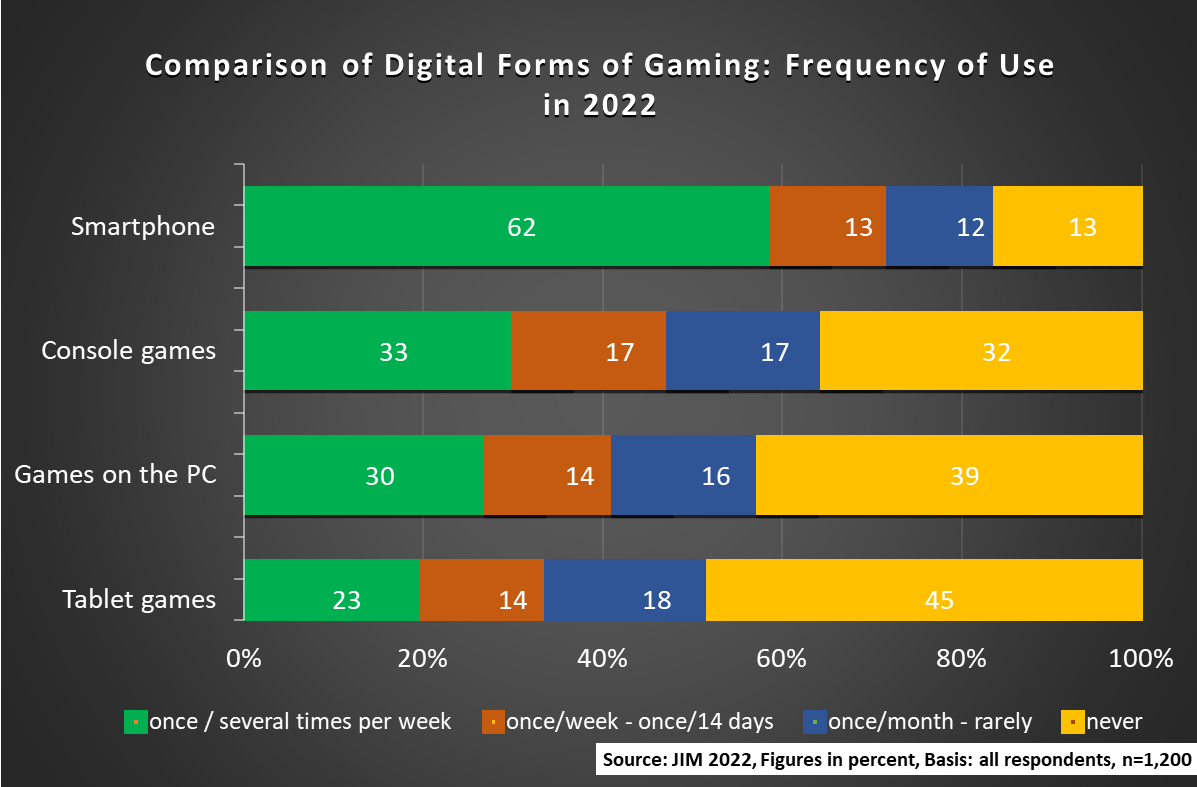 Comparison of Digital Forms of Gaming: Frequency of Use
in 2022
Smartphone
62 13 12 13
Console games
33 17 17 32
Games on the PC
30 14 16 39
Tablet games
23 14 18 45
0% 20% 40% 60% 80% 100%
once / several times per week once/week - once/14 days once/month - rarely never
Source: JIM 2022, Figures in percent, Basis: all respondents, n=1,200